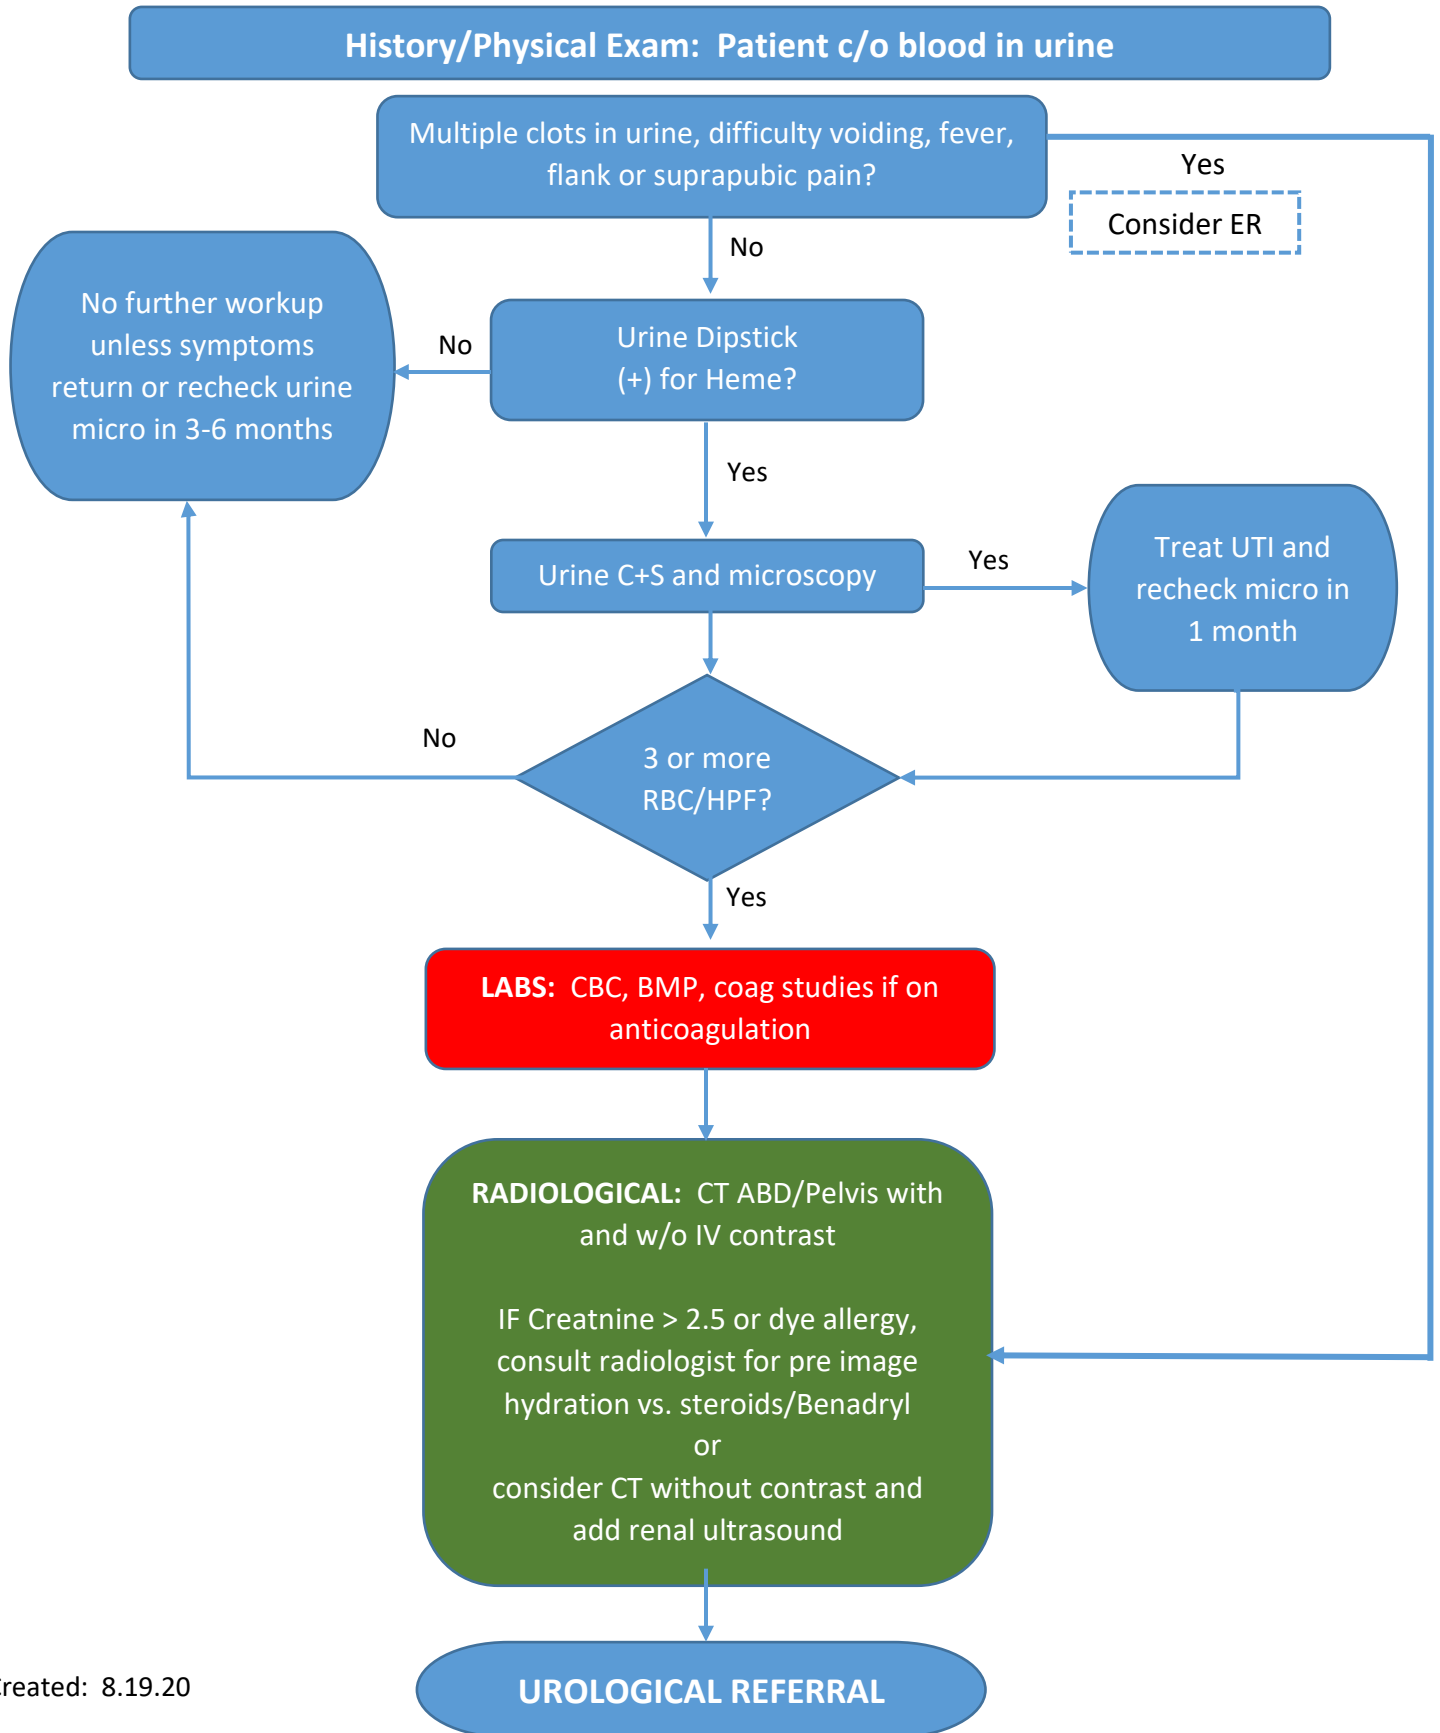 History/Physical Exam:  Patient c/o blood in urine
Multiple clots in urine, difficulty voiding, fever,
flank or suprapubic pain?
Yes
Consider ER
No
No further workup
unless symptoms
return or recheck urine
micro in 3-6 months
No
Urine Dipstick
(+) for Heme?
Yes
Urine C+S and microscopy
Yes
Treat UTI and
recheck micro in
1 month
No
3 or more
RBC/HPF?
Yes
LABS:  CBC, BMP, coag studies if on
anticoagulation
RADIOLOGICAL:  CT ABD/Pelvis with
and w/o IV contrast
IF Creatnine > 2.5 or dye allergy,
consult radiologist for pre image
hydration vs. steroids/Benadryl
or
consider CT without contrast and
add renal ultrasound
UROLOGICAL REFERRAL
Created:  8.19.20